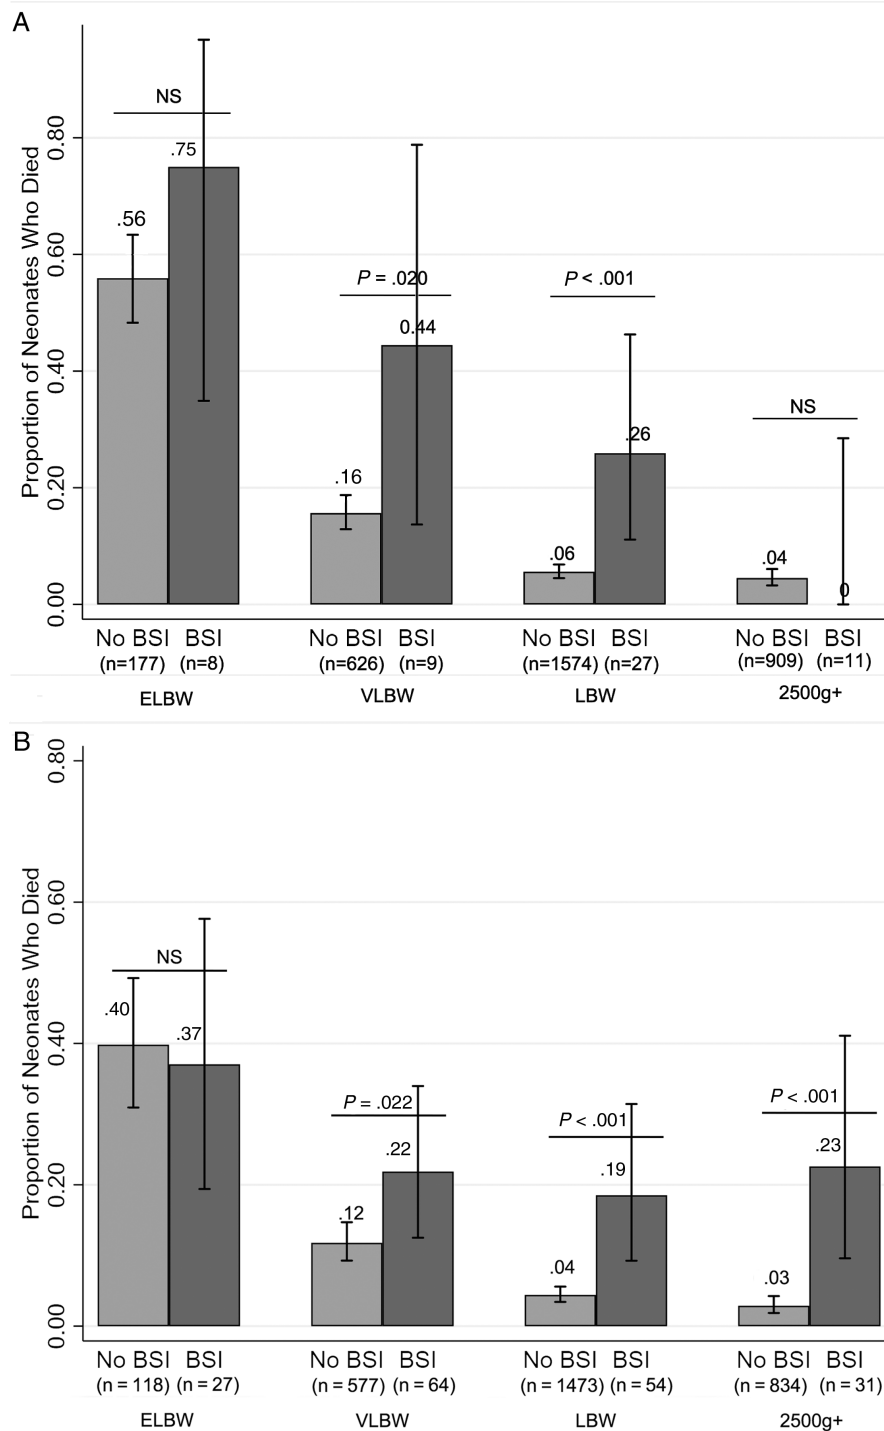 A
Proportion of Neonates Who Died
0.80
0.60
0.40
0.20
0.00
NS
.56
.75
P = .020
.16
0.44
P < .001
.06
.26
NS
.04
0
No BSI BSI No BSI BSI No BSI BSI No BSI BSI
(n=177) (n=8) (n=626) (n=9) (n=1574) (n=27) (n=909) (n=11)
ELBW VLBW LBW 2500g+
B
Proportion of Neonates Who Died
0.80
0.60
0.40
0.20
0.00
NS
.40
.37
P = .022
.12
.22
P < .001
.04
.19
P < .001
.03
.23
No BSI BSI No BSI BSI No BSI BSI No BSI BSI
(n = 118) (n = 27) (n = 577) (n = 64) (n = 1473) (n = 54) (n = 834) (n = 31)
ELBW VLBW LBW 2500g+